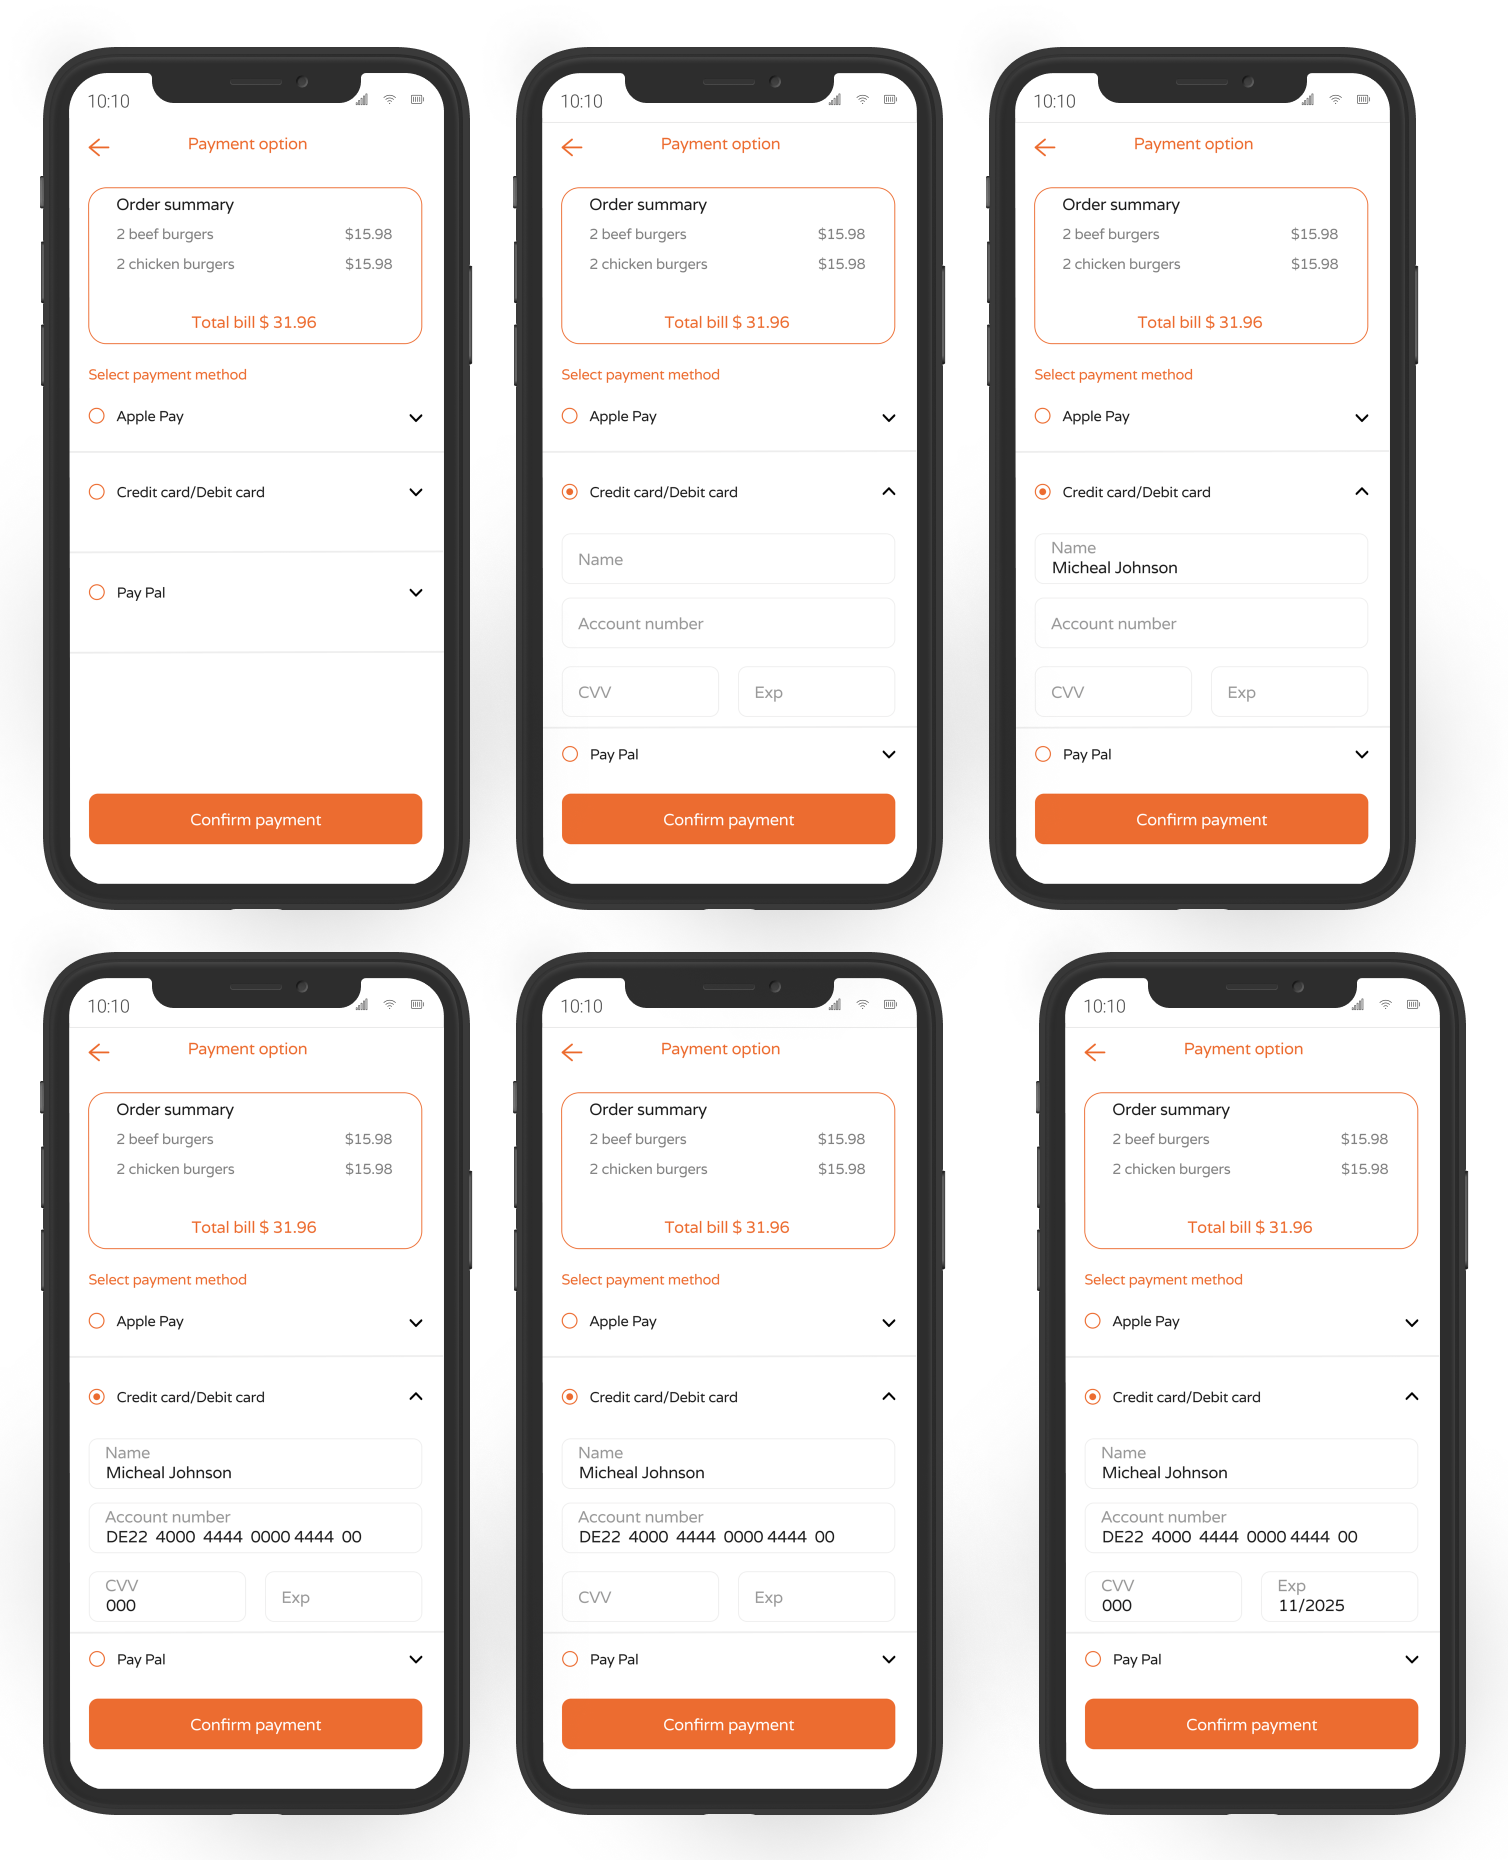 10:10
Payment option
Order summary
2 beef burgers $15.98
2 chicken burgers $15.98
Total bill $ 31.96
Select payment method
Apple Pay
Credit card/Debit card
Pay Pal
Confirm payment
10:10
Payment option
Order summary
2 beef burgers $15.98
2 chicken burgers $15.98
Total bill $ 31.96
Select payment method
Apple Pay
Credit card/Debit card
Name
Account number
CVV Exp
Pay Pal
Confirm payment
10:10
Payment option
Order summary
2 beef burgers $15.98
2 chicken burgers $15.98
Total bill $ 31.96
Select payment method
Apple Pay
Credit card/Debit card
Name
Micheal Johnson
Account number
CVV Exp
Pay Pal
Confirm payment
10:10
Payment option
Order summary
2 beef burgers $15.98
2 chicken burgers $15.98
Total bill $ 31.96
Select payment method
Apple Pay
Credit card/Debit card
Name
Micheal Johnson
Account number
DE22 4000 4444 0000 4444 00
CVV
000
Exp
Pay Pal
Confirm payment
10:10
Payment option
Order summary
2 beef burgers $15.98
2 chicken burgers $15.98
Total bill $ 31.96
Select payment method
Apple Pay
Credit card/Debit card
Name
Micheal Johnson
Account number
DE22 4000 4444 0000 4444 00
CVV Exp
Pay Pal
Confirm payment
10:10
Payment option
Order summary
2 beef burgers $15.98
2 chicken burgers $15.98
Total bill $ 31.96
Select payment method
Apple Pay
Credit card/Debit card
Name
Micheal Johnson
Account number
DE22 4000 4444 0000 4444 00
CVV Exp
000 11/2025
Pay Pal
Confirm payment